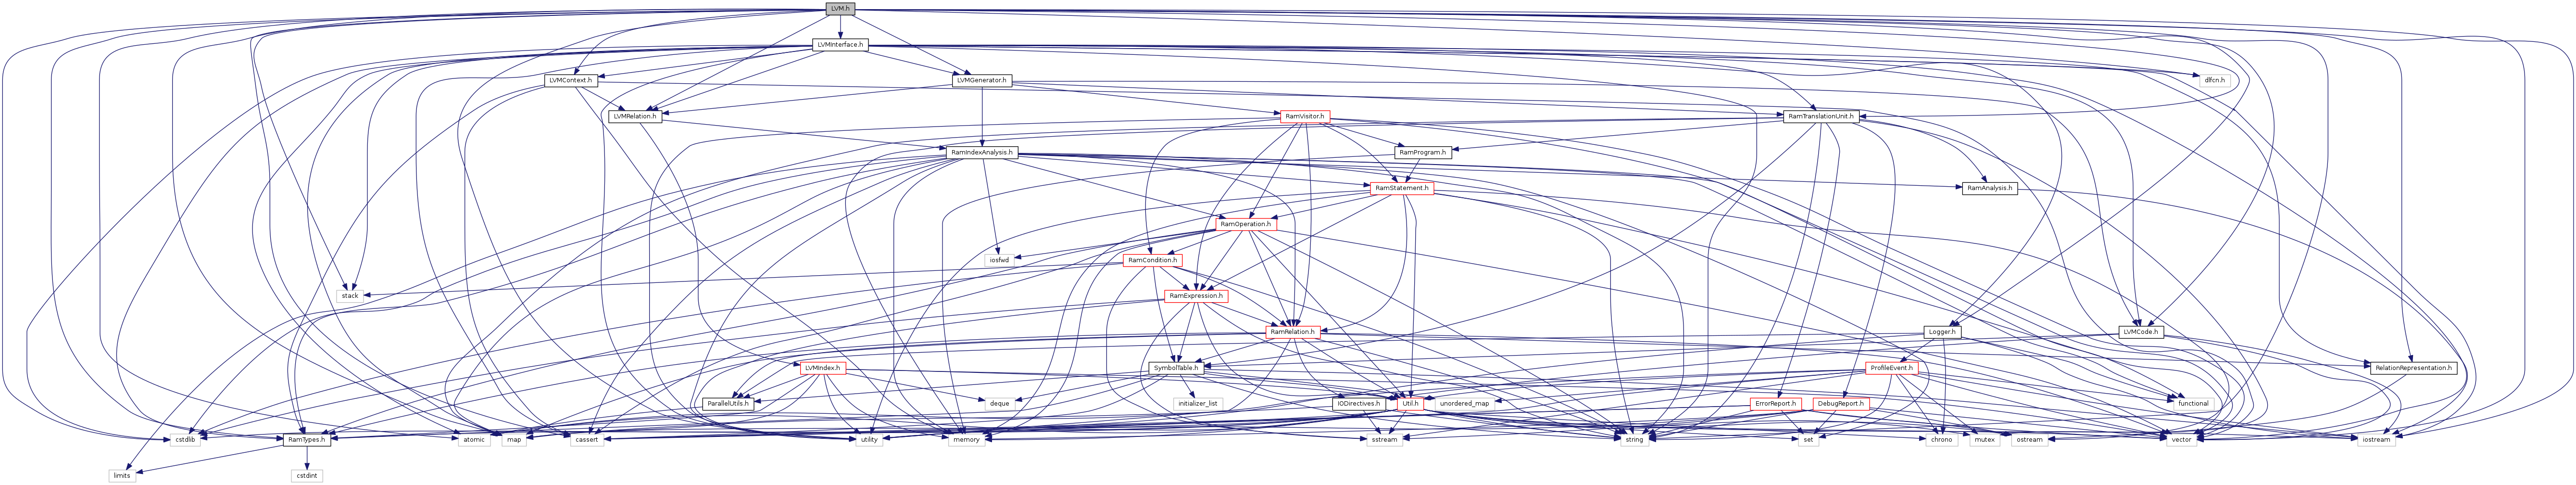 LVM.h
LVMInterface.h
LVMContext.h
LVMGenerator.h
dlfcn.h
LVMRelation.h
RamVisitor.h
RamTranslationUnit.h
RamIndexAnalysis.h
RamProgram.h
RamStatement.h
RamAnalysis.h
RamOperation.h
iosfwd
RamCondition.h
stack
RamExpression.h
RamRelation.h
Logger.h
LVMCode.h
LVMIndex.h
SymbolTable.h
ProfileEvent.h
RelationRepresentation.h
ParallelUtils.h
deque
initializer_list
IODirectives.h
Util.h
unordered_map
ErrorReport.h
DebugReport.h
functional
cstdlib
RamTypes.h
atomic
map
cassert
utility
memory
sstream
string
set
chrono
mutex
ostream
vector
iostream
limits
cstdint